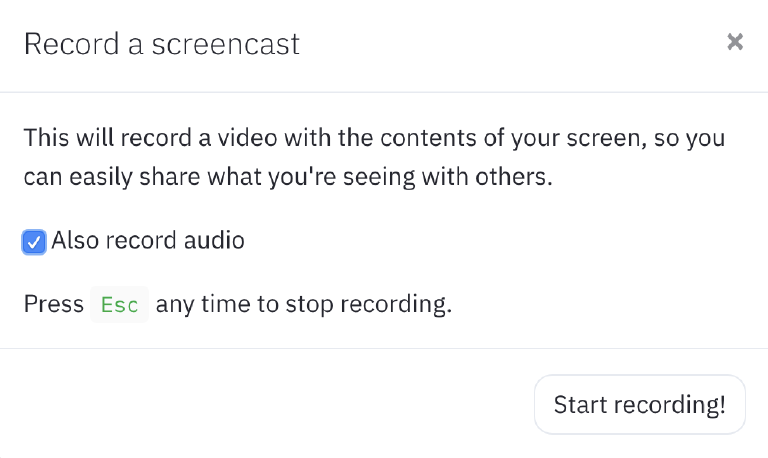 Record a screencast
This will record a video with the contents of your screen, so you
can easily share what you're seeing with others.
Also record audio
Press Esc any time to stop recording.
Start recording!